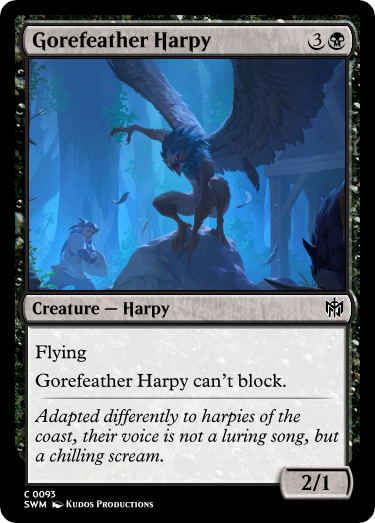 Gorefeather Harpy 3
Creature — Harpy
Flying
Gorefeather Harpy can't block.
Adapted differently to harpies of the
coast, their voice is not a luring song, but
a chilling scream.
2/1
C 0093
SWM Kudos Productions